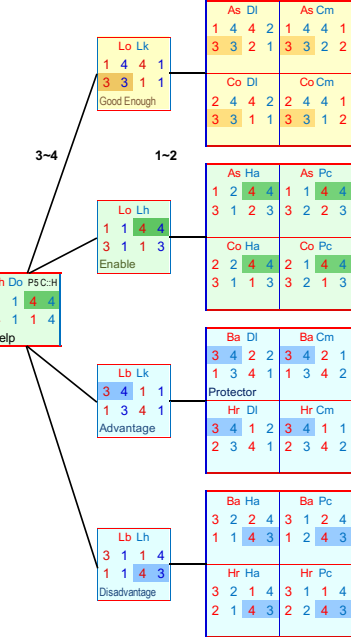 h Do P5 C::H
1 4 4
1 1 4
elp
3~4
1~2
Lo Lk
1 4 4 1
3 3 1 1
Good Enough
As Dl As Cm
1 4 4 2 1 4 4 1
3 3 2 1 3 3 2 2
Co Dl Co Cm
2 4 4 2 2 4 4 1
3 3 1 1 3 3 1 2
Lo Lh
1 1 4 4
3 1 1 3
Enable
As Ha As Pc
1 2 4 4 1 1 4 4
3 1 2 3 3 2 2 3
Co Ha Co Pc
2 2 4 4 2 1 4 4
3 1 1 3 3 2 1 3
Lb Lk
3 4 1 1
1 3 4 1
Advantage
Ba Dl Ba Cm
3 4 2 2 3 4 2 1
1 3 4 1 1 3 4 2
Protector
Hr Dl Hr Cm
3 4 1 2 3 4 1 1
2 3 4 1 2 3 4 2
Lb Lh
3 1 1 4
1 1 4 3
Disadvantage
Ba Ha Ba Pc
3 2 2 4 3 1 2 4
1 1 4 3 1 2 4 3
Hr Ha Hr Pc
3 2 1 4 3 1 1 4
2 1 4 3 2 2 4 3